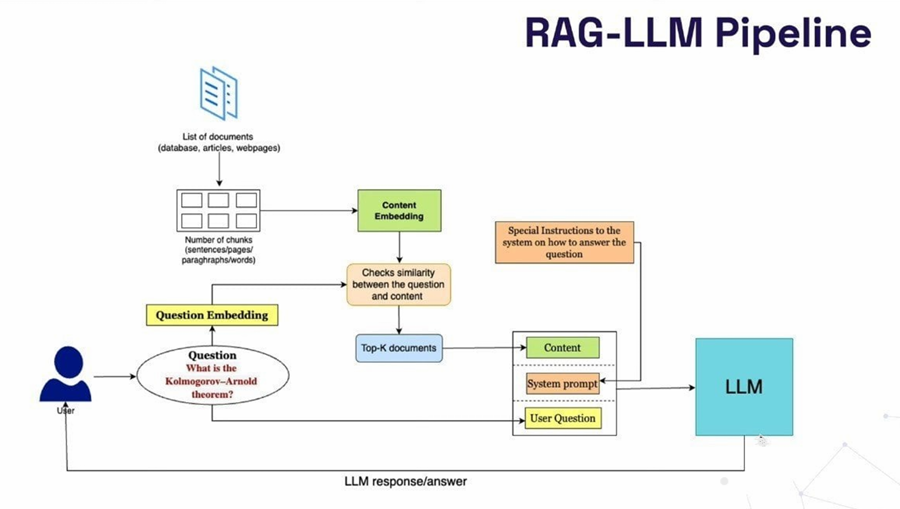 RAG-LLM Pipeline
List of documents
(database, articles, webpages)
Number of chunks
(sentences/pages/
paraghraphs/words)
Content
Embedding
Special Instructions to the
system on how to answer the
question
Checks similarity
between the question
and content
Question Embedding
Top-K documents
Question
What is the
Kolmogorov–Arnold
theorem?
User
Content
System prompt
User Question
LLM
LLM response/answer